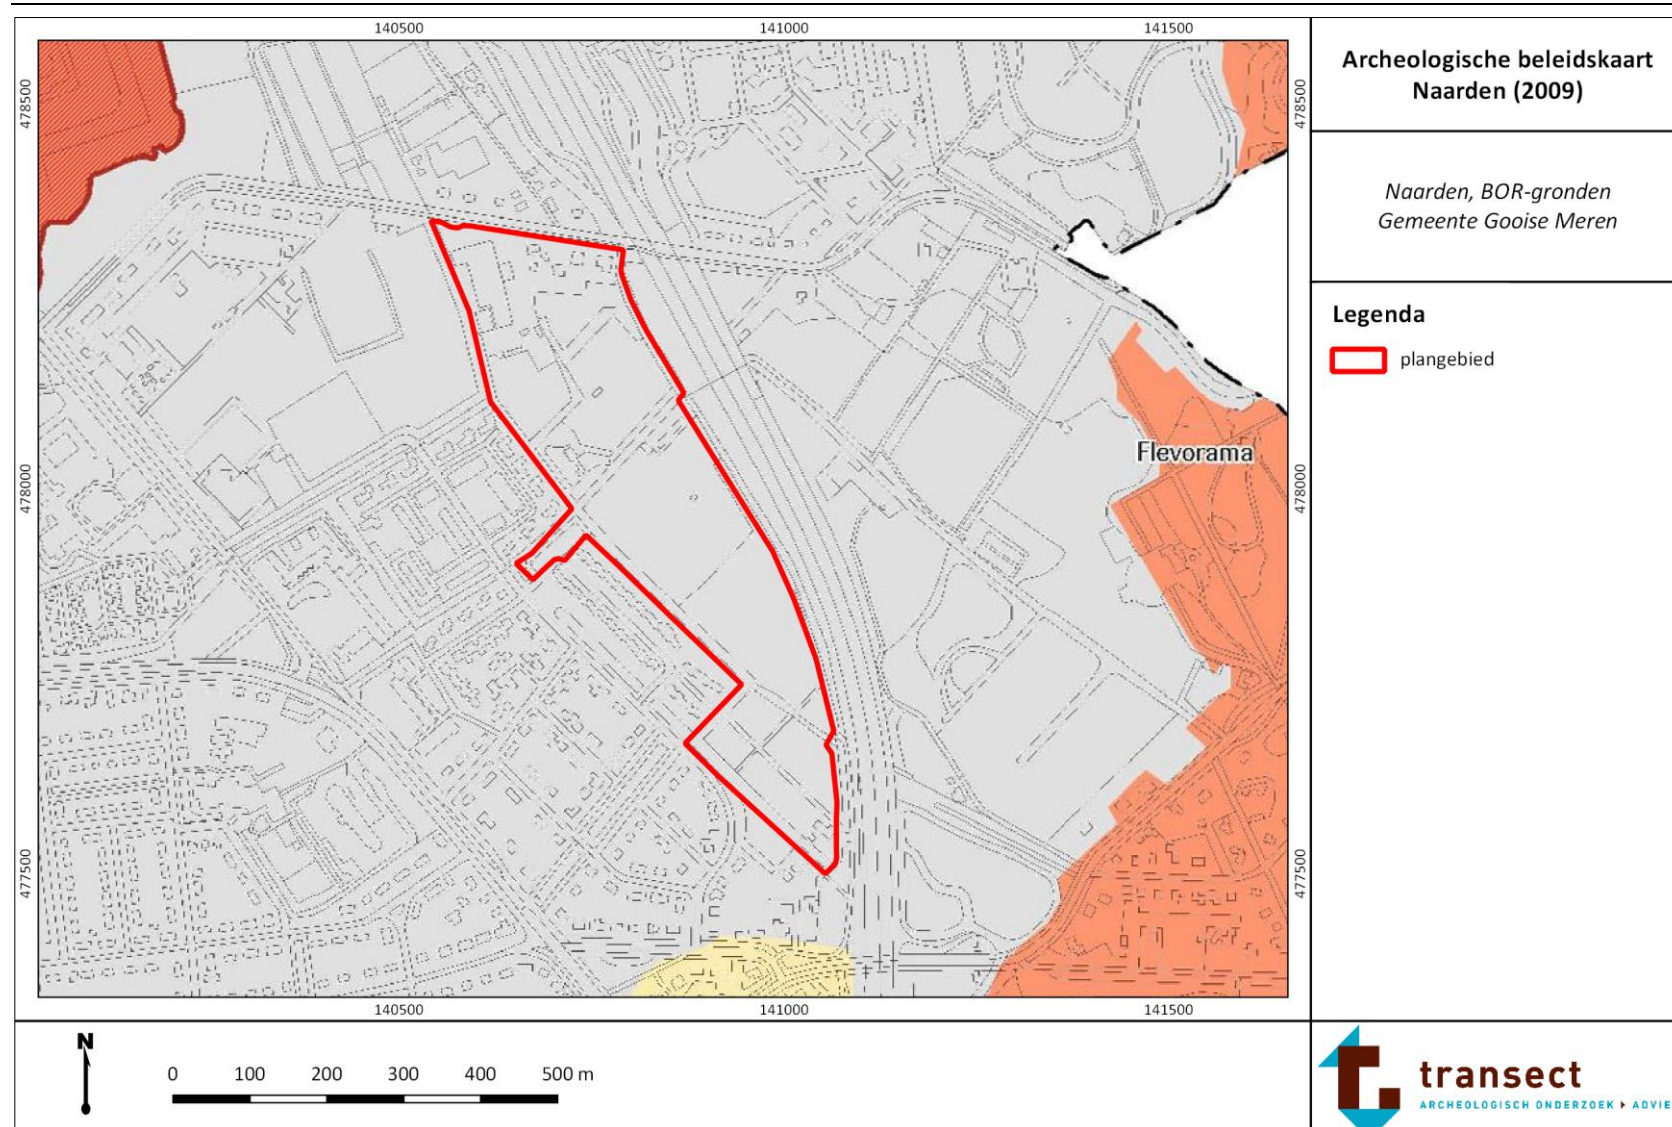 140500 141000 141500
478500 478500
478000 478000
477500 477500
Flevorama
140500 141000 141500
Archeologische beleidskaart
Naarden (2009)
Naarden, BOR-gronden
Gemeente Gooise Meren
Legenda
plangebied
N
0 100 200 300 400 500 m
transect
ARCHEOLOGISCH ONDERZOEK ▸ ADVIE